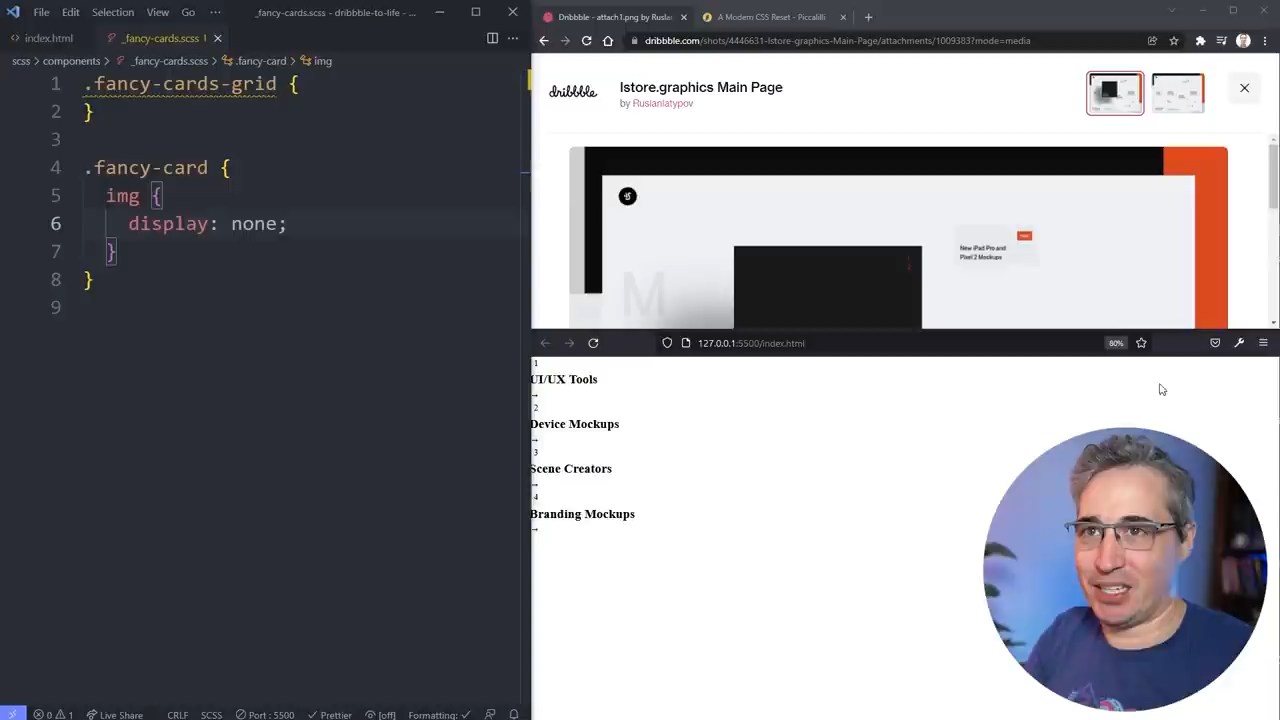 File Edit Selection View Go ··· _fancy-cards.scss - dribbble-to-life - ...
index.html
_fancy-cards.scss
scss > components > _fancy-cards.scss > .fancy-card > img
1 .fancy-cards-grid {
2 }
3
4 .fancy-card {
5 img {
6 display: none;
7 }
8 }
9
0 1 Live Share CRLF SCSS Port : 5500 Prettier [off] Formatting:
Dribbble - attach1.png by Ruslan
A Modern CSS Reset - Piccalilli
dribbble.com/shots/4446631-Istore-graphics-Main-Page/attachments/1009383?mode=media
dribbble
Istore.graphics Main Page
by Ruslanlatypov
New iPad Pro and
Pixel 2 Mockups
M
127.0.0.1:5500/index.html
80%
1
UI/UX Tools
→
2
Device Mockups
→
3
Scene Creators
→
4
Branding Mockups
→